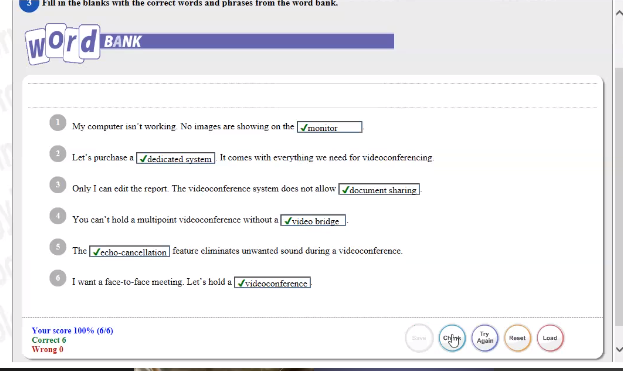 3 Fill in the blanks with the correct words and phrases from the word bank.
word BANK
1 My computer isn't working. No images are showing on the ✓monitor
2 Let's purchase a ✓dedicated system. It comes with everything we need for videoconferencing.
3 Only I can edit the report. The videoconference system does not allow ✓document sharing.
4 You can't hold a multipoint videoconference without a ✓video bridge.
5 The ✓echo-cancellation feature eliminates unwanted sound during a videoconference.
6 I want a face-to-face meeting. Let's hold a ✓videoconference.
Your score 100% (6/6)
Correct 6
Wrong 0
Save Check Try Again Reset Load